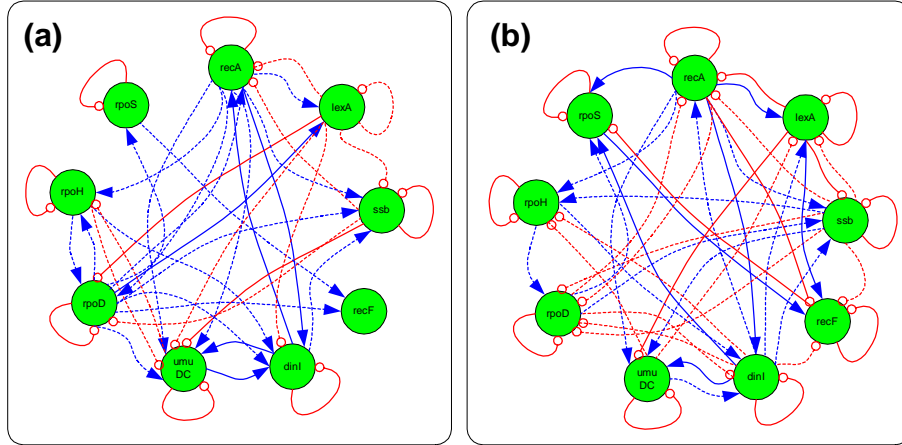 (a)
recA
lexA
rpoS
rpoH
ssb
rpoD
recF
umu
DC
dinI
(b)
recA
lexA
rpoS
rpoH
ssb
rpoD
recF
umu
DC
dinI